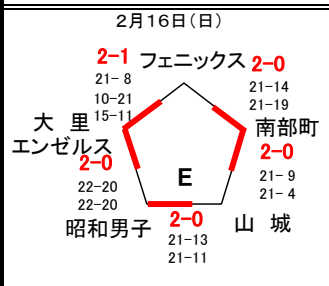 2月16日(日)
2-1 フェニックス 2-0
21- 8
10-21
15-11
21-14
21-19
大 里
エンゼルス
南部町
2-0
22-20
22-20
2-0
21- 9
21- 4
E
昭和男子
2-0
21-13
21-11
山 城